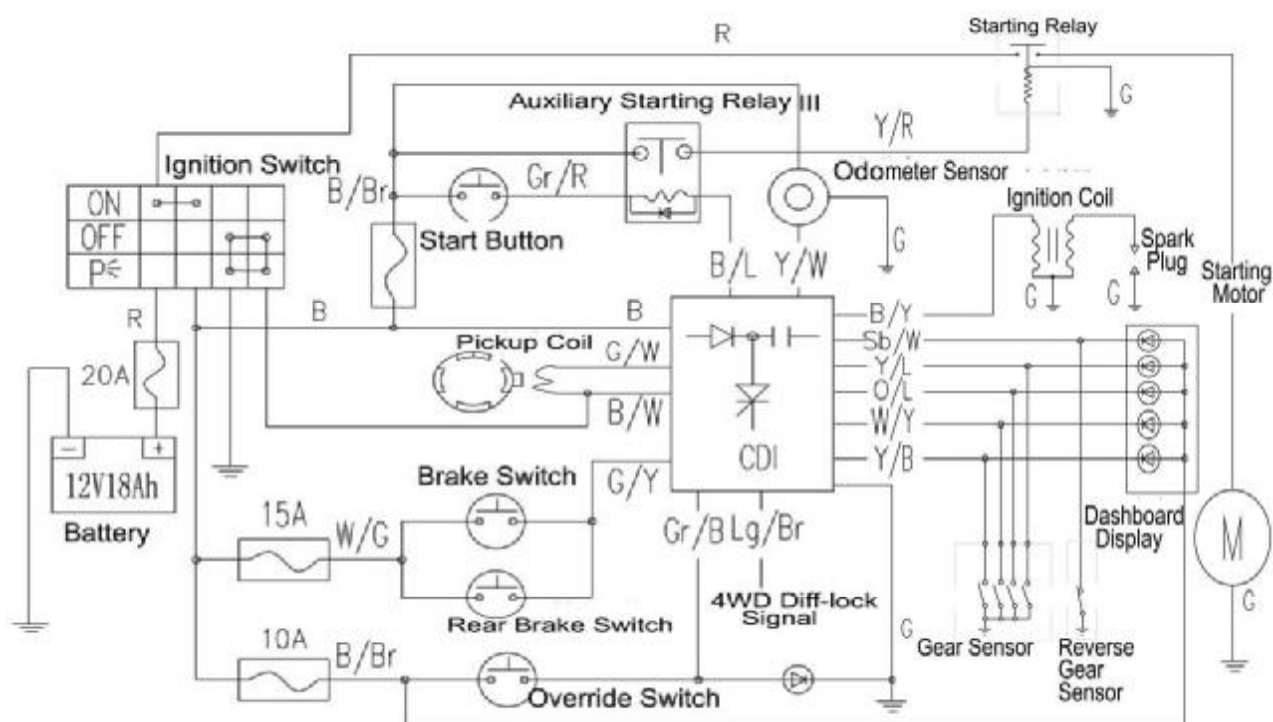 Starting Relay
R
G
Auxiliary Starting Relay III
Y/R
Ignition Switch
Odometer Sensor
B/Br
Gr/R
Ignition Coil
ON
OFF
P
Start Button
G
Spark
Plug
Starting
Motor
B/L
Y/W
G
G
R
B
B
B/Y
Pickup Coil
G/W
Sb/W
Y/L
20A
O/L
B/W
W/Y
CDI
Y/B
12V18Ah
Battery
Brake Switch
G/Y
15A
W/G
Gr/B
Lg/Br
Dashboard
Display
M
Rear Brake Switch
4WD Diff-lock
Signal
G
G
10A
B/Br
Gear Sensor
Reverse
Gear
Sensor
Override Switch